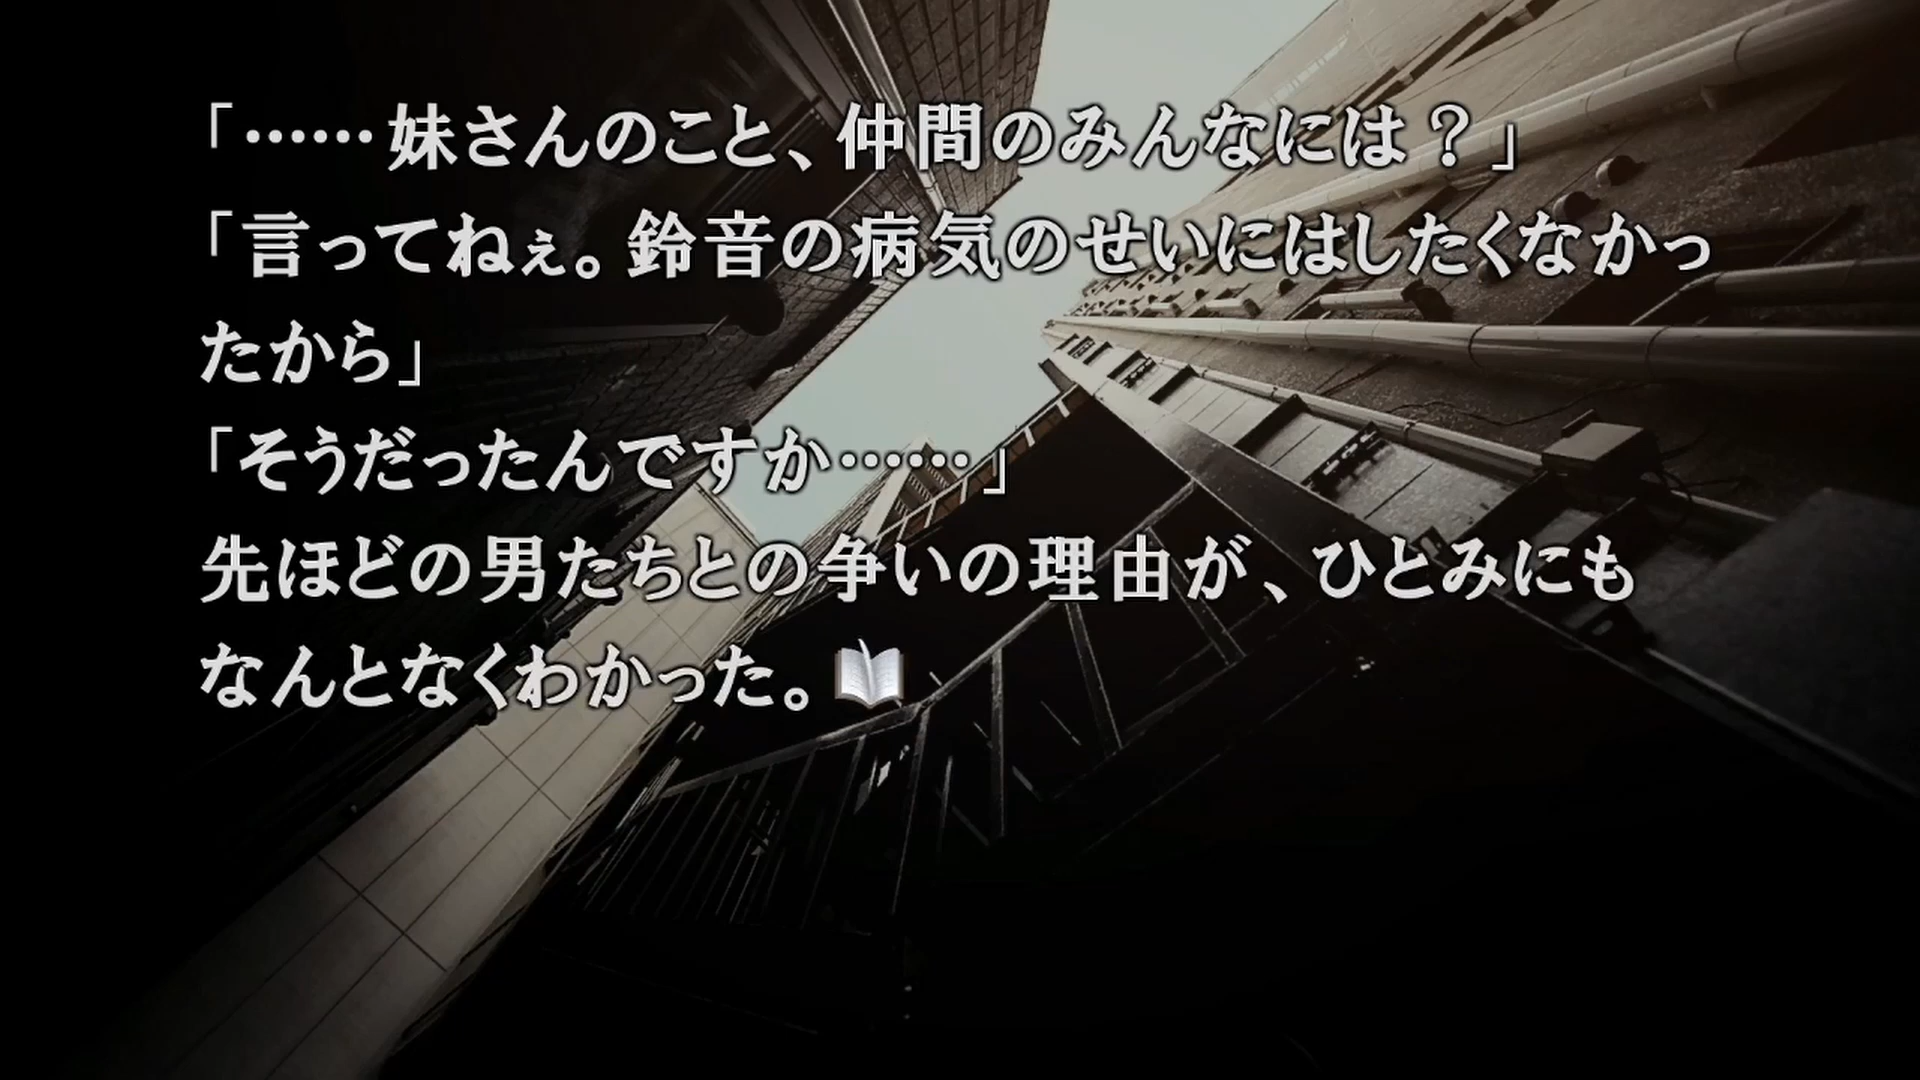 「……妹さんのこと、仲間のみんなには？」
「言ってねぇ。鈴音の病気のせいにはしたくなかっ
たから」
「そうだったんですか……」
先ほどの男たちとの争いの理由が、ひとみにも
なんとなくわかった。